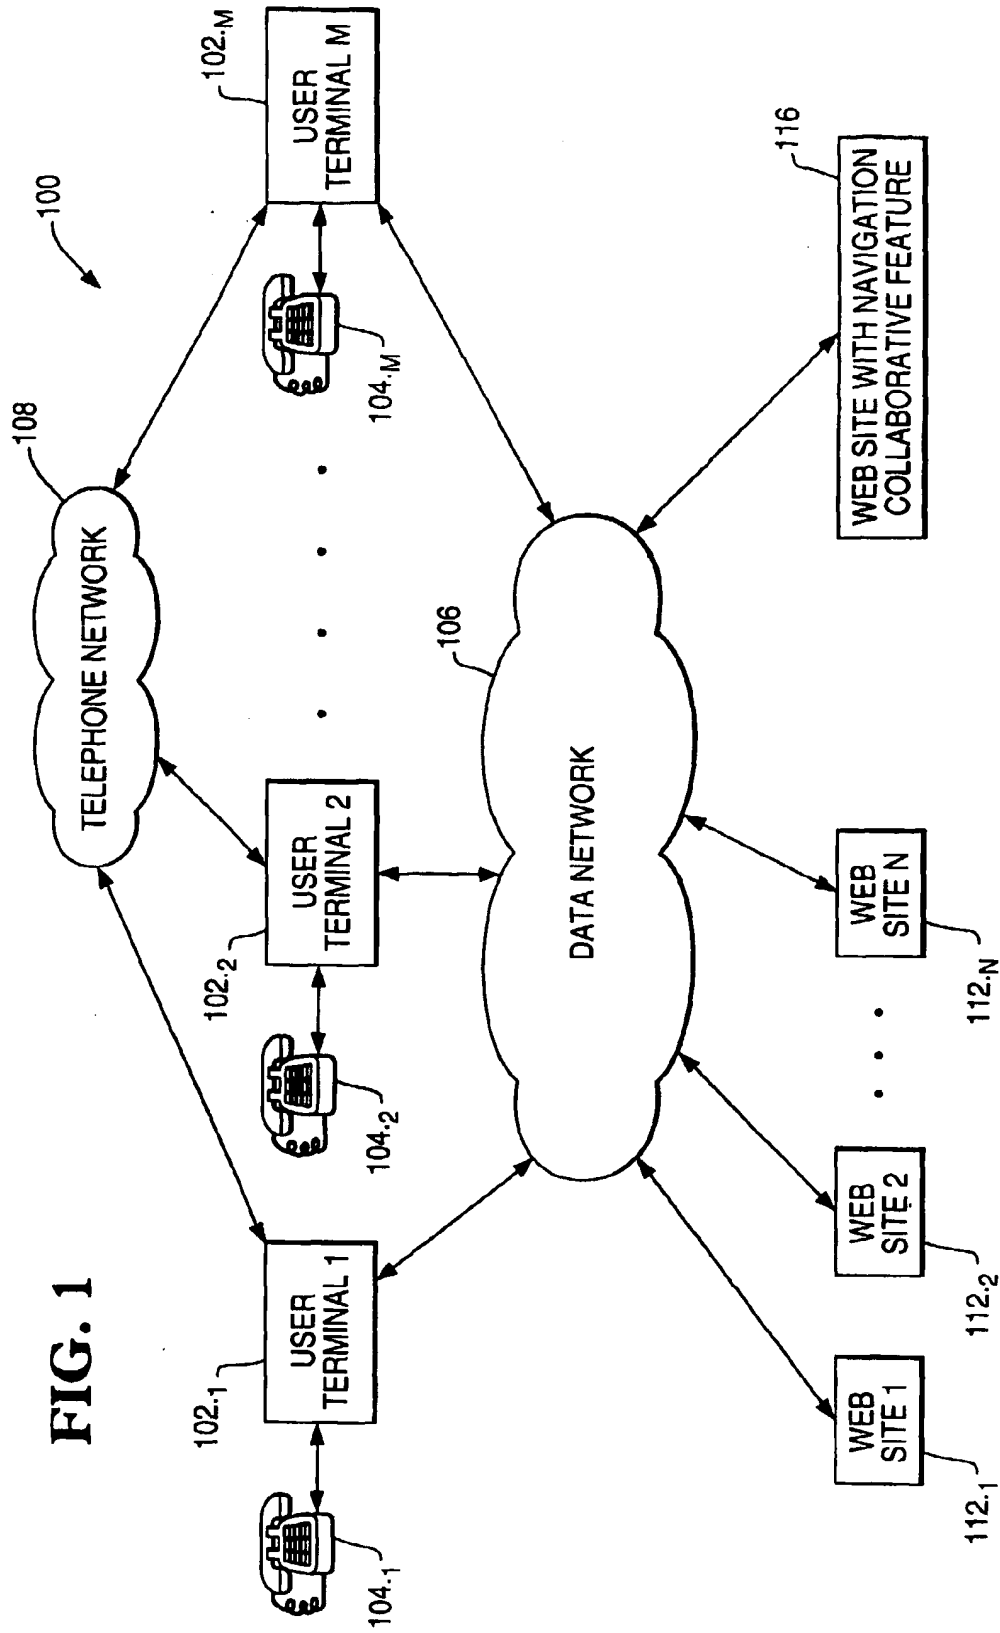 FIG. 1
100
108
TELEPHONE NETWORK
102.1
USER
TERMINAL 1
104.1
102.2
USER
TERMINAL 2
104.2
102.M
USER
TERMINAL M
104.M
106
DATA NETWORK
WEB
SITE 1
112.1
WEB
SITE 2
112.2
WEB
SITE N
112.N
116
WEB SITE WITH NAVIGATION
COLLABORATIVE FEATURE